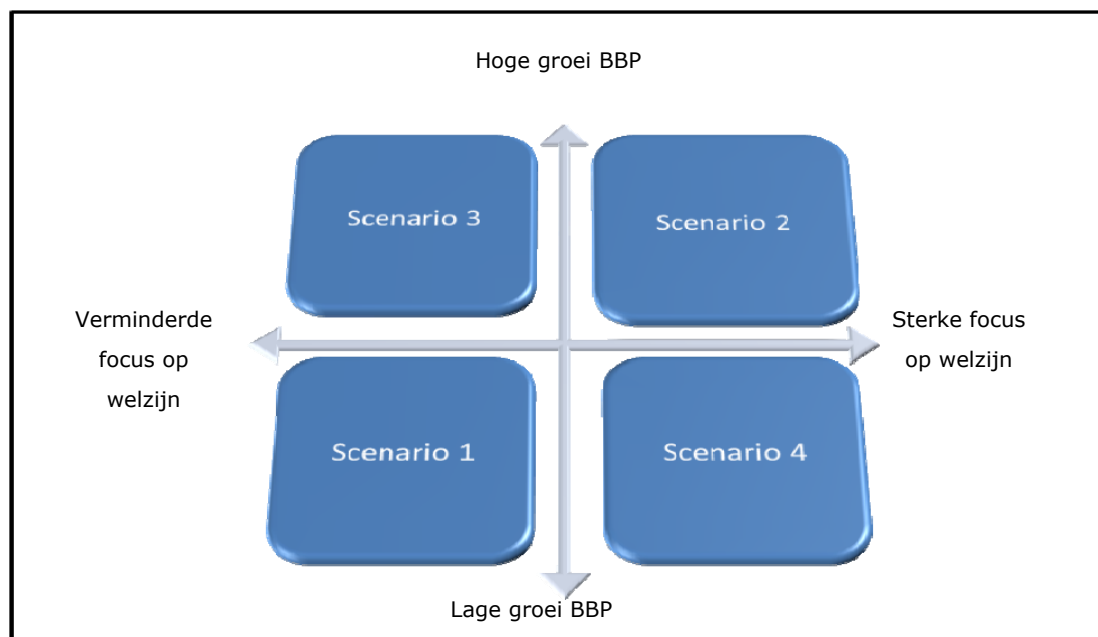 Hoge groei BBP
Scenario 3
Scenario 2
Verminderde
focus op
welzijn
Sterke focus
op welzijn
Scenario 1
Scenario 4
Lage groei BBP